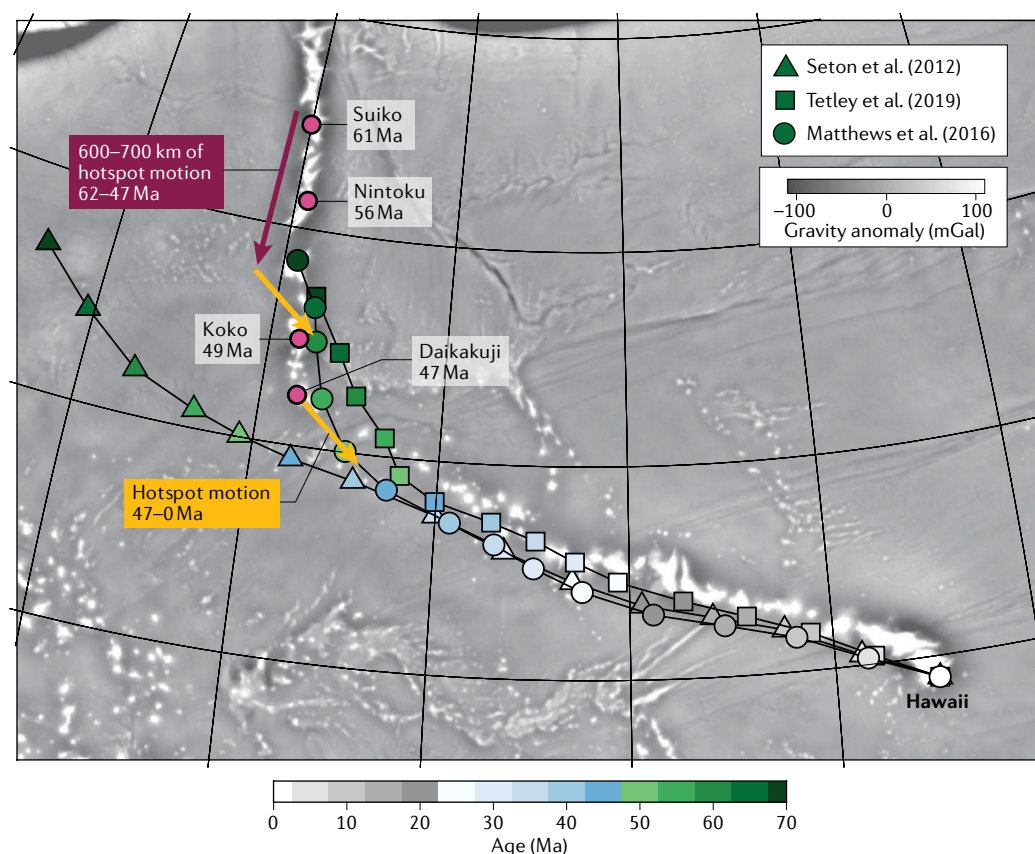 Seton et al. (2012)
Tetley et al. (2019)
Matthews et al. (2016)
−100 0 100
Gravity anomaly (mGal)
Suiko
61 Ma
600–700 km of
hotspot motion
62–47 Ma
Nintoku
56 Ma
Koko
49 Ma
Daikakuji
47 Ma
Hotspot motion
47–0 Ma
Hawaii
0 10 20 30 40 50 60 70
Age (Ma)